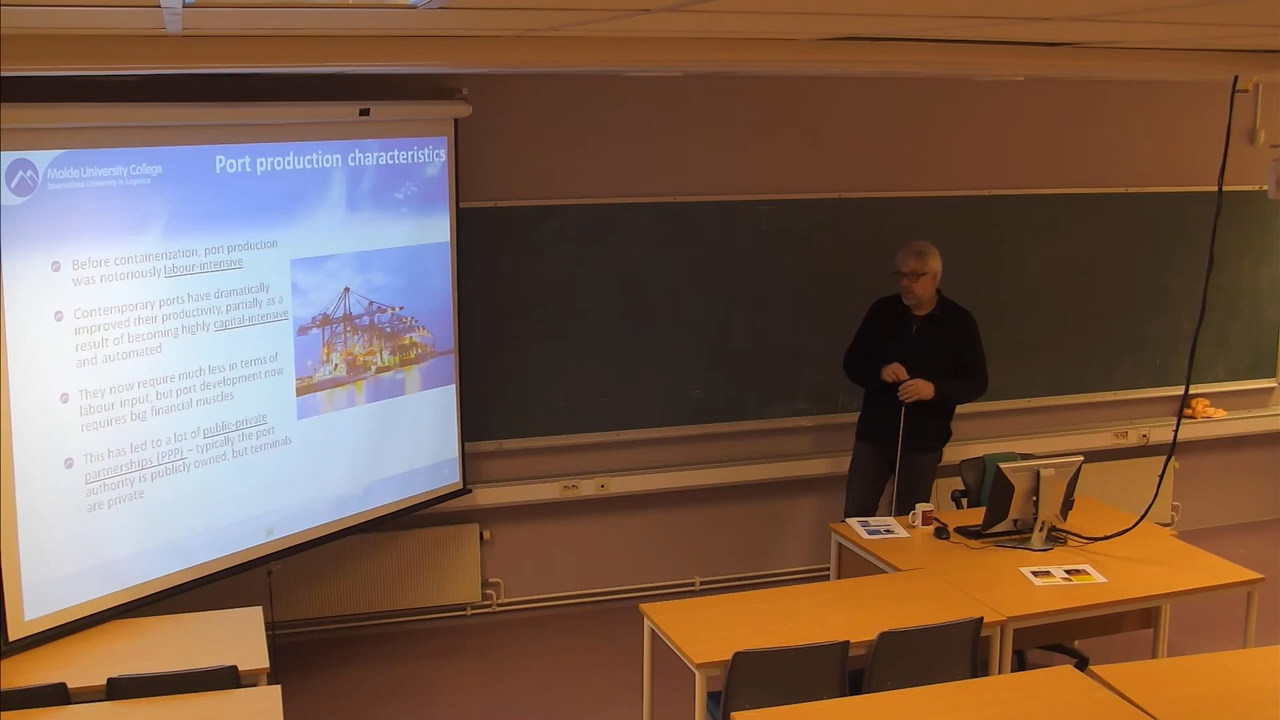 Molde University College
Specialized University in Logistics
Port production characteristics
Before containerization, port production
was notoriously labour-intensive
Contemporary ports have dramatically
improved their productivity, partially as a
result of becoming highly capital-intensive
and automated
They now require much less in terms of
labour input, but port development now
requires big financial muscles
This has led to a lot of public-private
partnerships (PPP) – typically the port
authority is publicly owned, but terminals
are private